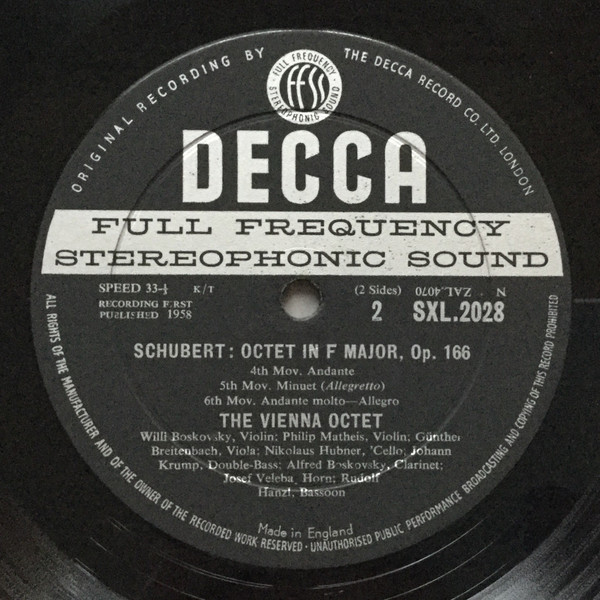 ORIGINAL RECORDING BY THE DECCA RECORD CO. LTD. LONDON
FULL FREQUENCY
FFSS
STEREOPHONIC SOUND
DECCA
FULL FREQUENCY
STEREOPHONIC SOUND
SPEED 33⅓ K/T (2 Sides) ZAL.4070 N
RECORDING FIRST
PUBLISHED 1958 2 SXL.2028
SCHUBERT: OCTET IN F MAJOR, Op. 166
4th Mov. Andante
5th Mov. Minuet (Allegretto)
6th Mov. Andante molto—Allegro
THE VIENNA OCTET
Willi Boskovsky, Violin; Philip Matheis, Violin; Günther
Breitenbach, Viola; Nikolaus Hubner, 'Cello; Johann
Krump, Double-Bass; Alfred Boskovsky, Clarinet;
Josef Veleba, Horn; Rudolf
Hanzl, Bassoon
Made in England
ALL RIGHTS OF THE MANUFACTURER AND OF THE OWNER OF THE RECORDED WORK RESERVED · UNAUTHORISED PUBLIC PERFORMANCE BROADCASTING AND COPYING OF THIS RECORD PROHIBITED